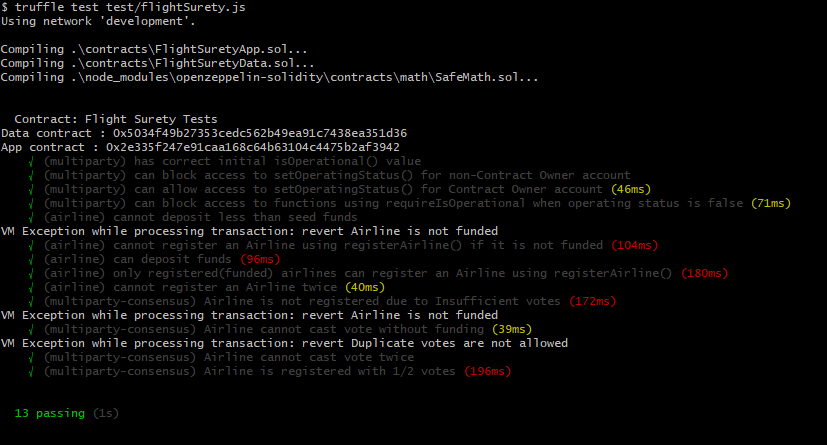 $ truffle test test/flightSurety.js
Using network 'development'.
Compiling .\contracts\FlightSuretyApp.sol...
Compiling .\contracts\FlightSuretyData.sol...
Compiling .\node_modules\openzeppelin-solidity\contracts\math\SafeMath.sol...
Contract: Flight Surety Tests
Data contract : 0x5034f49b27353cedc562b49ea91c7438ea351d36
App contract : 0x2e335f247e91caa168c64b63104c4475b2af3942
√ (multiparty) has correct initial isOperational() value
√ (multiparty) can block access to setOperatingStatus() for non-Contract Owner account
√ (multiparty) can allow access to setOperatingStatus() for Contract Owner account (46ms)
√ (multiparty) can block access to functions using requireIsOperational when operating status is false (71ms)
√ (airline) cannot deposit less than seed funds
VM Exception while processing transaction: revert Airline is not funded
√ (airline) cannot register an Airline using registerAirline() if it is not funded (104ms)
√ (airline) can deposit funds (96ms)
√ (airline) only registered(funded) airlines can register an Airline using registerAirline() (180ms)
√ (airline) cannot register an Airline twice (40ms)
√ (multiparty-consensus) Airline is not registered due to Insufficient votes (172ms)
VM Exception while processing transaction: revert Airline is not funded
√ (multiparty-consensus) Airline cannot cast vote without funding (39ms)
VM Exception while processing transaction: revert Duplicate votes are not allowed
√ (multiparty-consensus) Airline cannot cast vote twice
√ (multiparty-consensus) Airline is registered with 1/2 votes (196ms)
13 passing (1s)